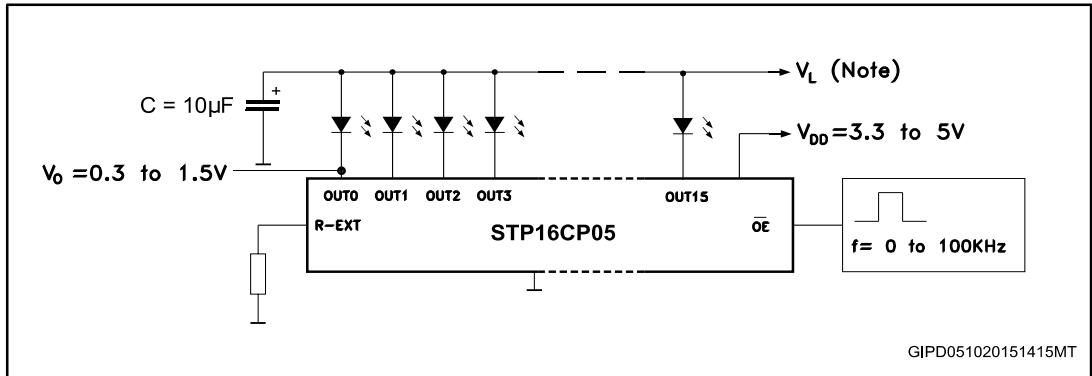 V_L (Note)
C = 10µF
+
V_DD=3.3 to 5V
V_O=0.3 to 1.5V
OUT0 OUT1 OUT2 OUT3 OUT15
R-EXT STP16CP05 O̅E̅
f= 0 to 100KHz
GIPD051020151415MT